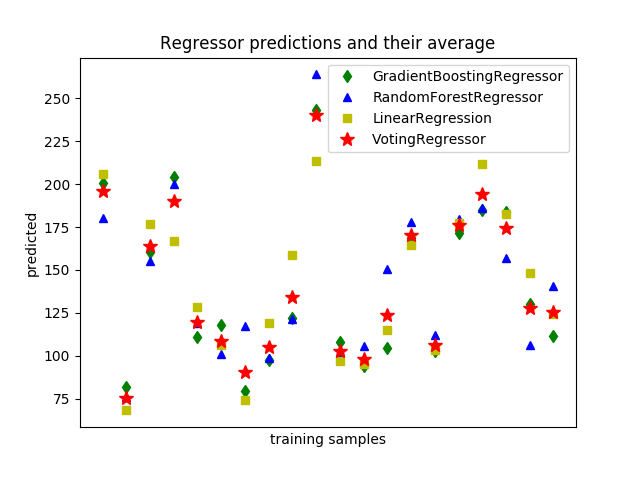 Regressor predictions and their average
GradientBoostingRegressor
RandomForestRegressor
LinearRegression
VotingRegressor
250
225
200
175
150
125
100
75
predicted
training samples